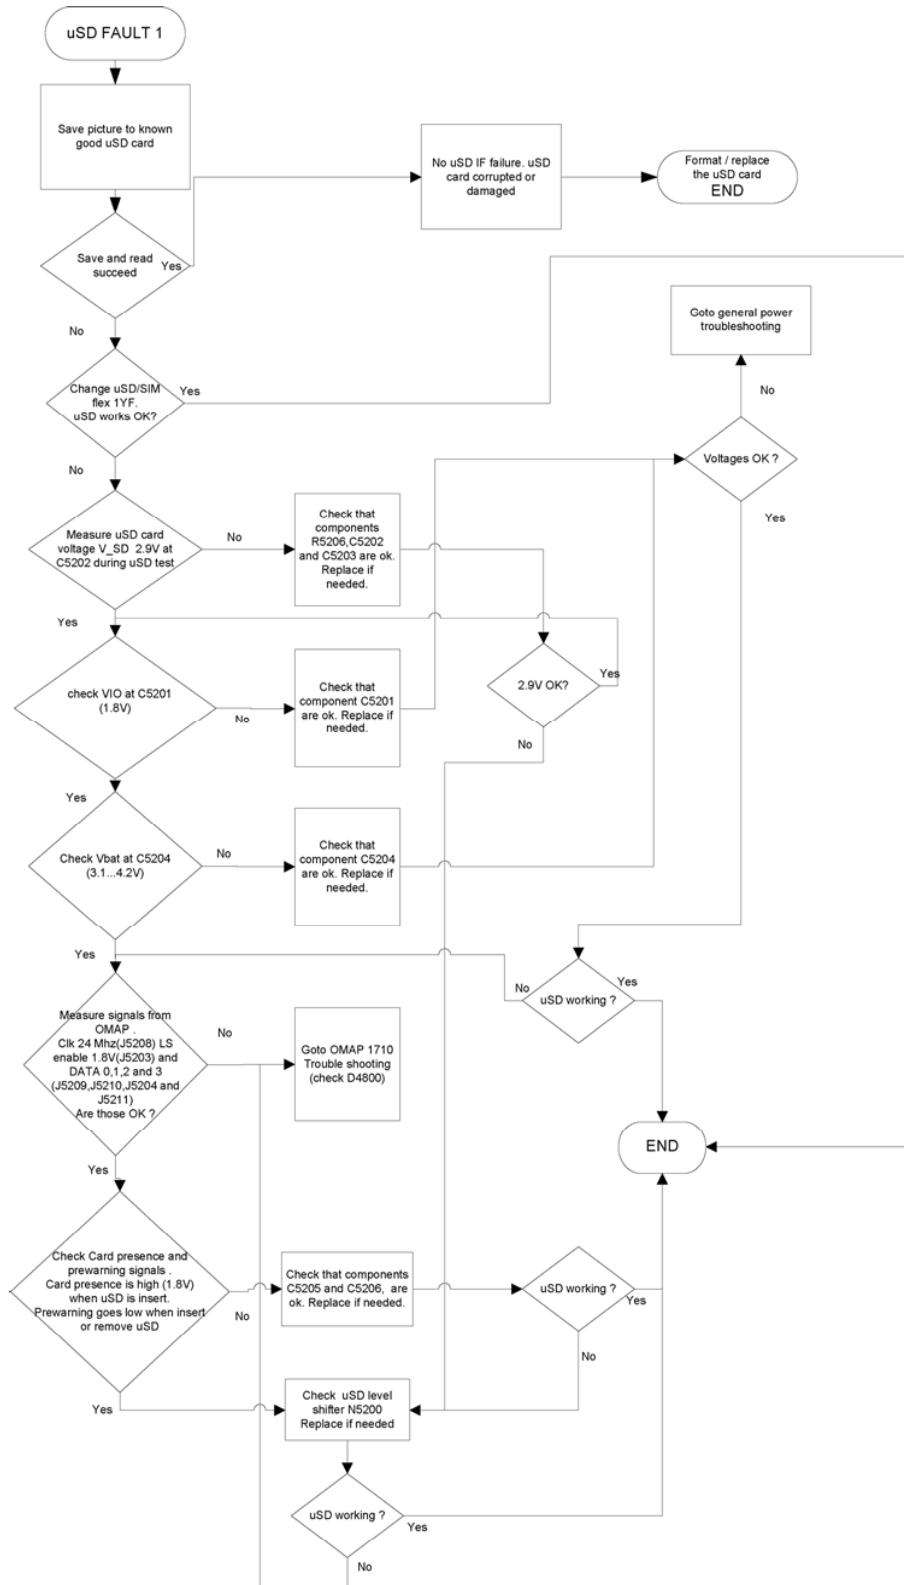 uSD FAULT 1
Save picture to known
good uSD card
No uSD IF failure. uSD
card corrupted or
damaged
Format / replace
the uSD card
END
Save and read
succeed
Yes
No
Goto general power
troubleshooting
Change uSD/SIM
flex 1YF.
uSD works OK?
Yes
No
No
Voltages OK ?
Yes
Measure uSD card
voltage V_SD 2.9V at
C5202 during uSD test
No
Check that
components
R5206,C5202
and C5203 are ok.
Replace if
needed.
Yes
2.9V OK?
Yes
No
check VIO at C5201
(1.8V)
No
Check that
component C5201
are ok. Replace if
needed.
Yes
Check Vbat at C5204
(3.1...4.2V)
No
Check that
component C5204
are ok. Replace if
needed.
Yes
uSD working ?
No
Yes
Measure signals from
OMAP .
Clk 24 Mhz(J5208) LS
enable 1.8V(J5203) and
DATA 0,1,2 and 3
(J5209,J5210,J5204 and
J5211)
Are those OK ?
No
Goto OMAP 1710
Trouble shooting
(check D4800)
END
Yes
Check Card presence and
prewarning signals .
Card presence is high (1.8V)
when uSD is insert.
Prewarning goes low when insert
or remove uSD
No
Check that components
C5205 and C5206, are
ok. Replace if needed.
uSD working ?
Yes
No
Yes
Check uSD level
shifter N5200
Replace if needed
uSD working ?
Yes
No